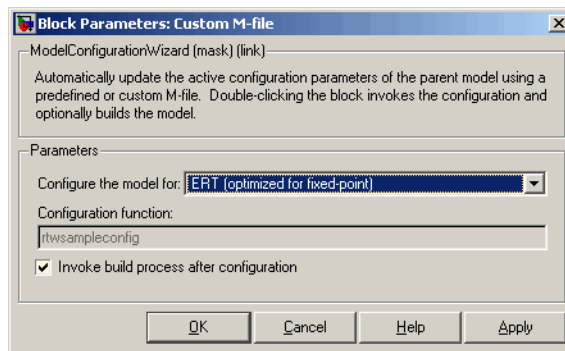 Block Parameters: Custom M-file
ModelConfigurationWizard (mask) (link)
Automatically update the active configuration parameters of the parent model using a
predefined or custom M-file. Double-clicking the block invokes the configuration and
optionally builds the model.
Parameters
Configure the model for: ERT (optimized for fixed-point)
Configuration function:
rtwsampleconfig
Invoke build process after configuration
OK Cancel Help Apply